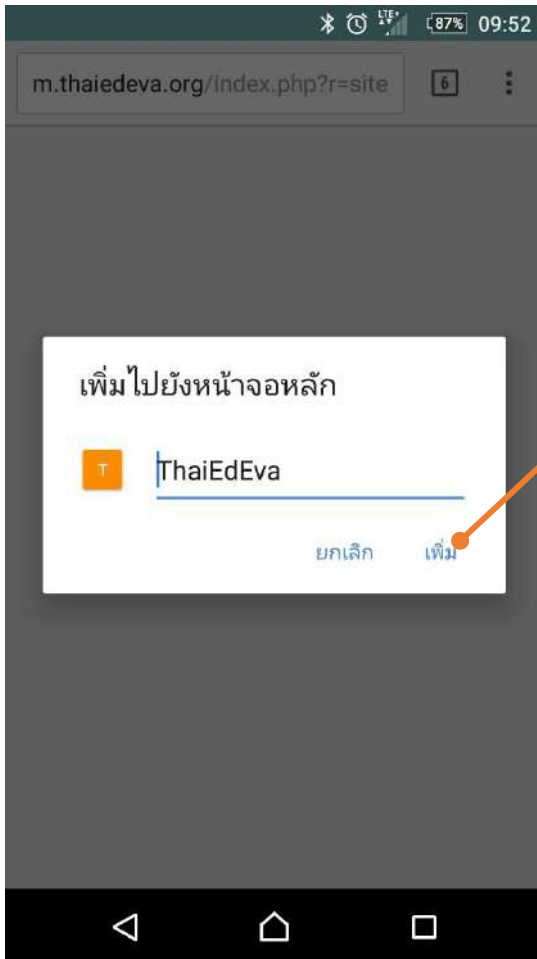 LTE+ 87% 09:52
m.thaiedeva.org/index.php?r=site 6
เพิ่มไปยังหน้าจอหลัก
T ThaiEdEva
ยกเลิก เพิ่ม